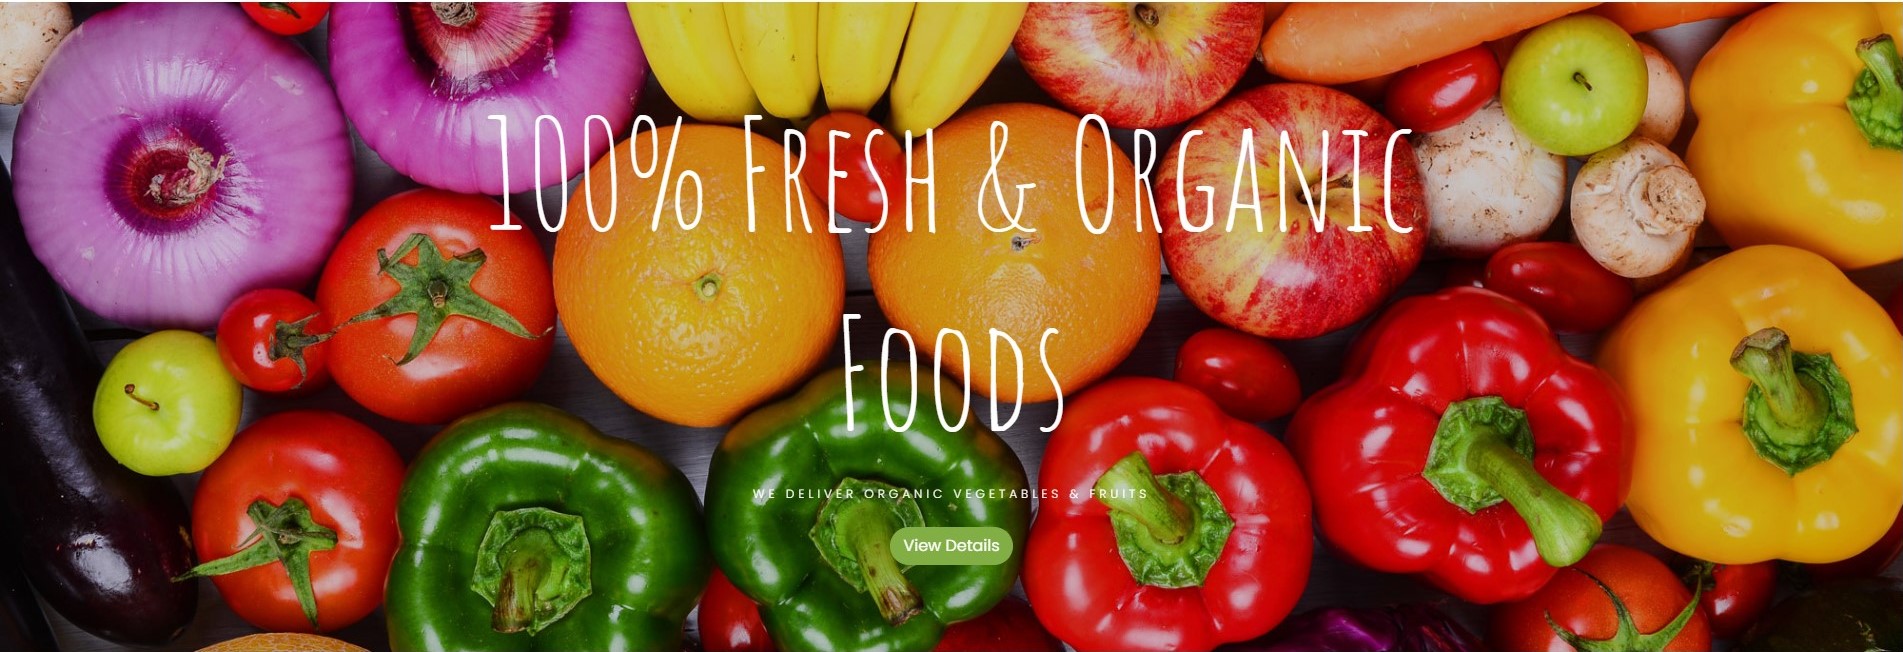 100% Fresh & Organic
Foods
WE DELIVER ORGANIC VEGETABLES & FRUITS
View Details